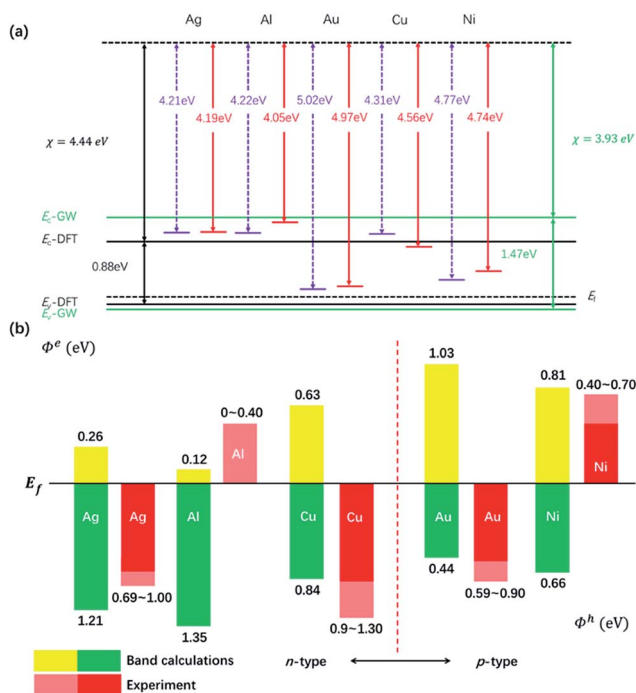 (a)
Ag Al Au Cu Ni
4.21eV 4.22eV 5.02eV 4.31eV 4.77eV
4.19eV 4.05eV 4.97eV 4.56eV 4.74eV
χ = 4.44 eV
χ = 3.93 eV
Ec-GW
Ec-DFT
0.88eV
1.47eV
Ev-DFT
Ev-GW
(b)
Φᵉ (eV)
1.03
0.81
0.40~0.70
0.63
0~0.40
0.26
0.12
Al
Ni
E_f
Ag Ag Al Cu Cu Au Au Ni
0.44
0.59~0.90
0.66
0.69~1.00
0.84
1.21
1.35
0.9~1.30
Φʰ (eV)
Band calculations
Experiment
n-type
p-type